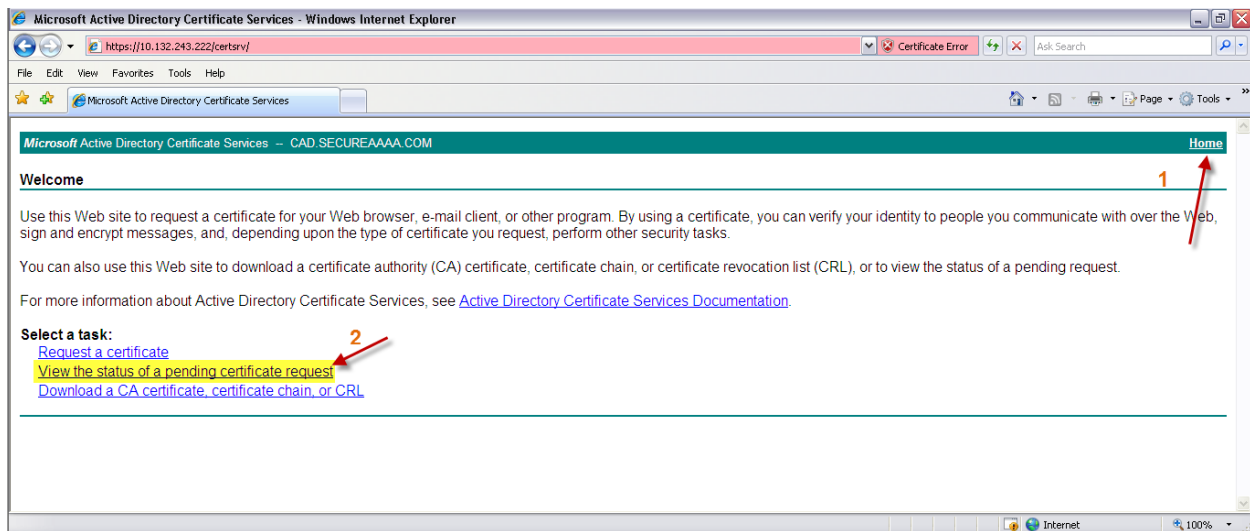 Microsoft Active Directory Certificate Services - Windows Internet Explorer
https://10.132.243.222/certsrv/
Certificate Error
Ask Search
File Edit View Favorites Tools Help
Microsoft Active Directory Certificate Services
Page
Tools
»
Microsoft Active Directory Certificate Services -- CAD.SECUREAAAA.COM
Home
Welcome
1
Use this Web site to request a certificate for your Web browser, e-mail client, or other program. By using a certificate, you can verify your identity to people you communicate with over the Web,
sign and encrypt messages, and, depending upon the type of certificate you request, perform other security tasks.
You can also use this Web site to download a certificate authority (CA) certificate, certificate chain, or certificate revocation list (CRL), or to view the status of a pending request.
For more information about Active Directory Certificate Services, see Active Directory Certificate Services Documentation.
Select a task:
2
Request a certificate
View the status of a pending certificate request
Download a CA certificate, certificate chain, or CRL
Internet
100%